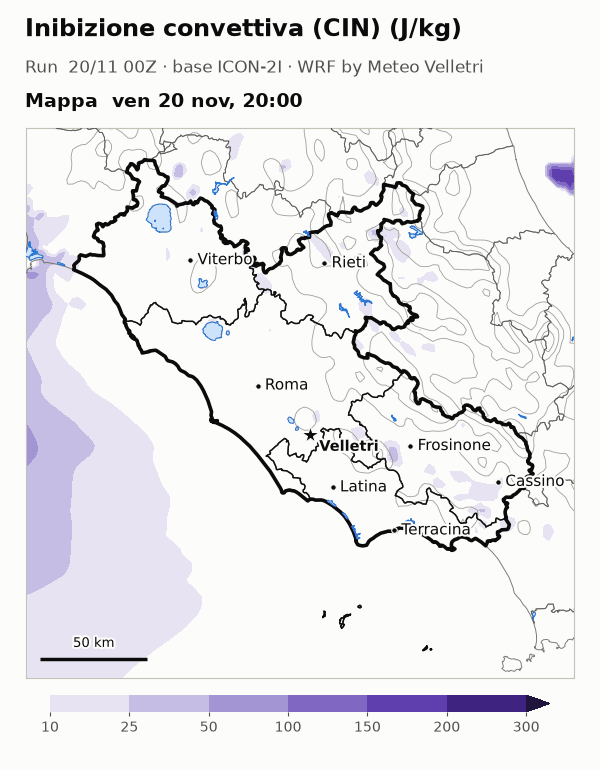 Inibizione convettiva (CIN) (J/kg)
Run  20/11 00Z · base ICON-2I · WRF by Meteo Velletri
Mappa  ven 20 nov, 20:00
Viterbo
Rieti
Roma
Velletri
Frosinone
Cassino
Latina
Terracina
50 km
10 25 50 100 150 200 300